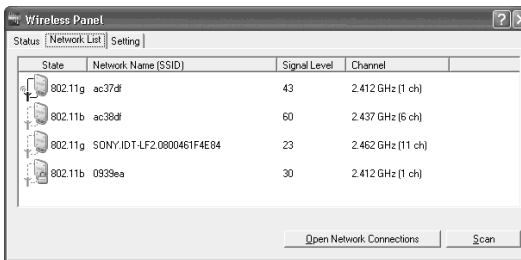 Wireless Panel
Status Network List Setting
State Network Name (SSID) Signal Level Channel
802.11g ac37df 43 2.412 GHz (1 ch)
802.11b ac38df 60 2.437 GHz (6 ch)
802.11g SONY.IDT-LF2.0800461F4E84 23 2.462 GHz (11 ch)
802.11b 0939ea 30 2.412 GHz (1 ch)
Open Network Connections Scan